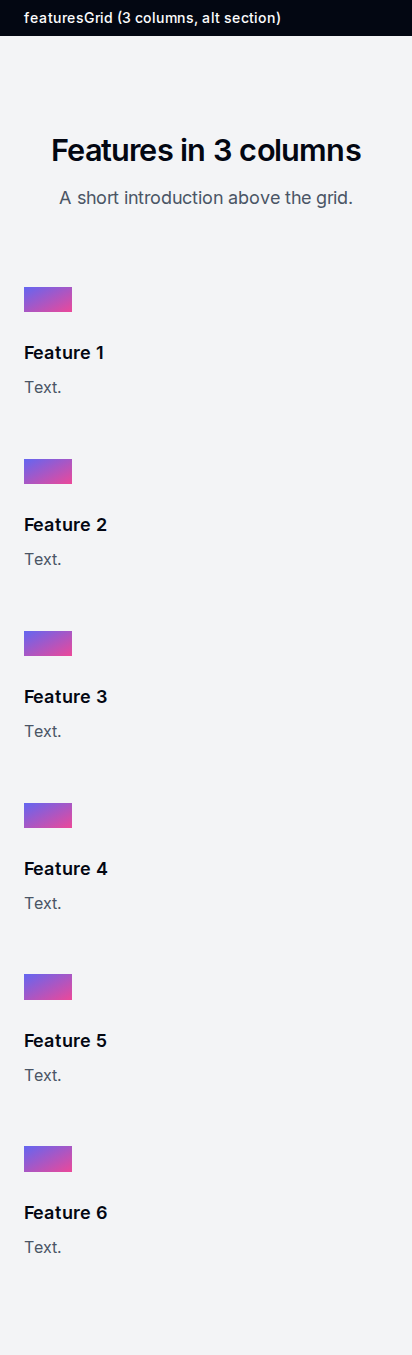 featuresGrid (3 columns, alt section)
Features in 3 columns
A short introduction above the grid.
Feature 1
Text.
Feature 2
Text.
Feature 3
Text.
Feature 4
Text.
Feature 5
Text.
Feature 6
Text.